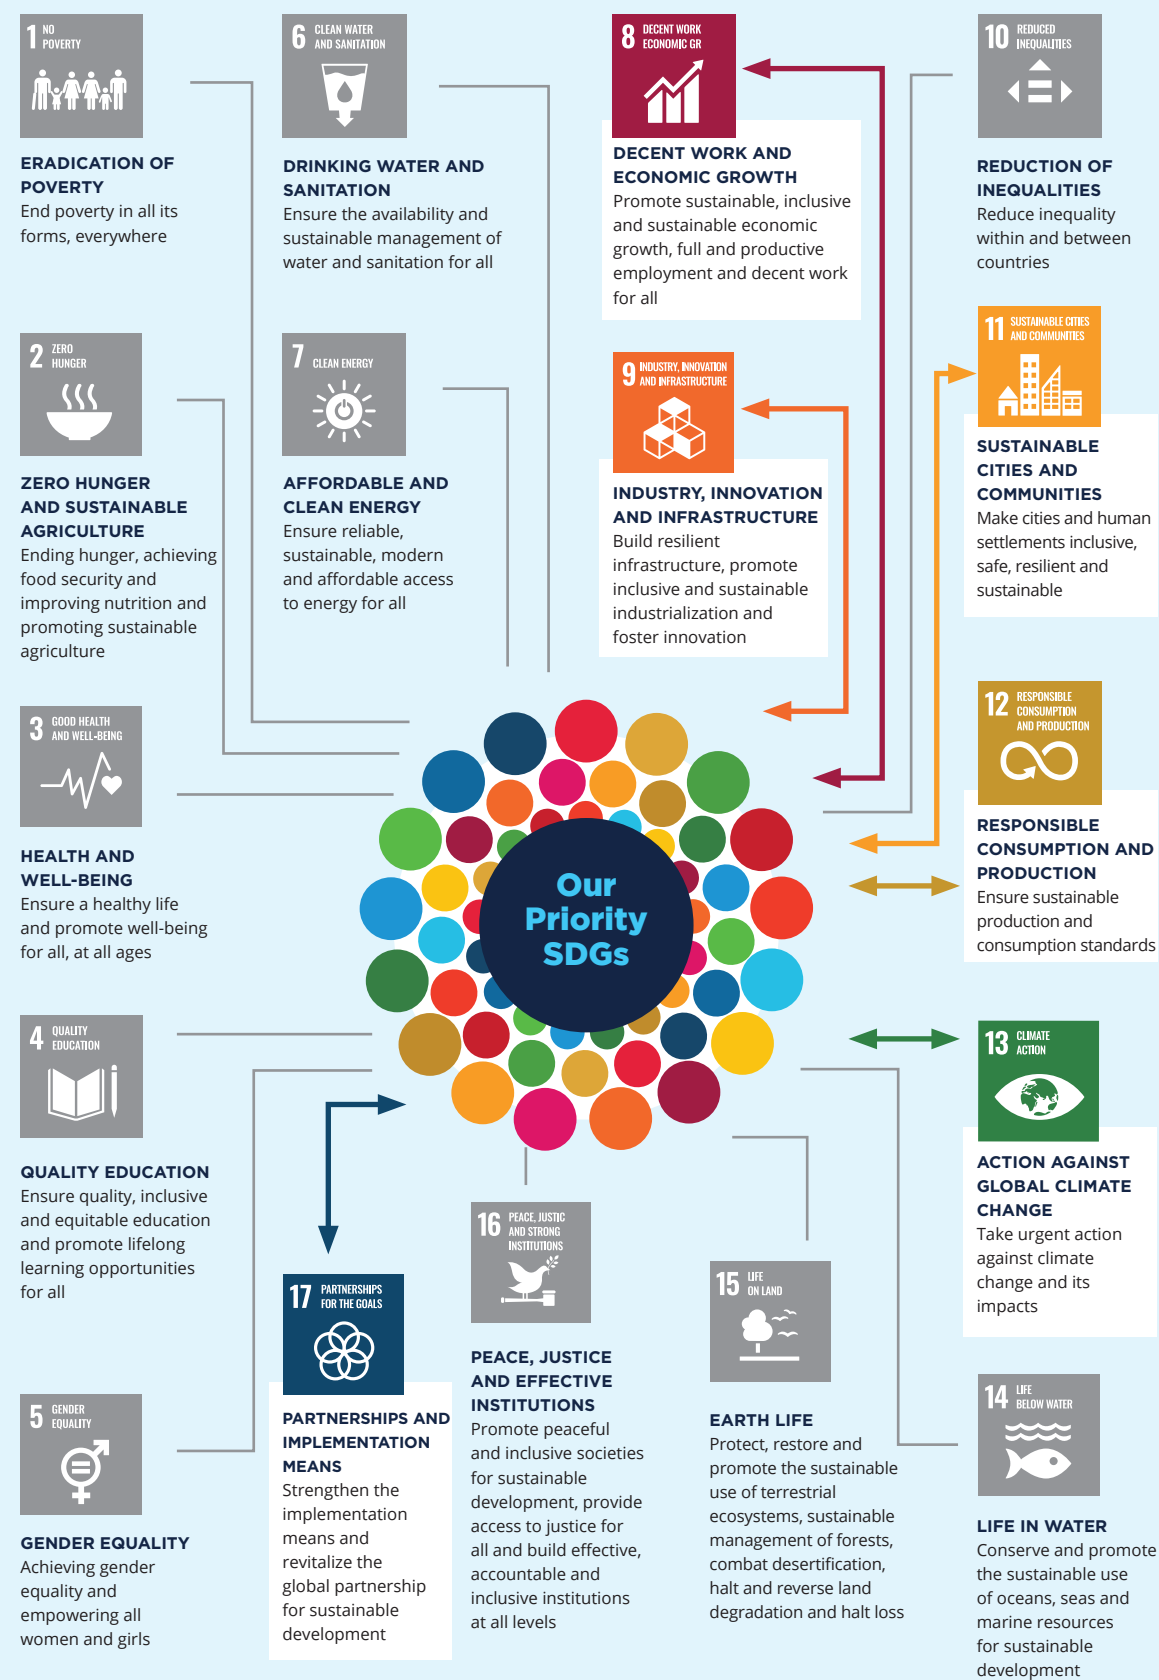 1 NO
POVERTY
ERADICATION OF
POVERTY
End poverty in all its
forms, everywhere
2 ZERO
HUNGER
ZERO HUNGER
AND SUSTAINABLE
AGRICULTURE
Ending hunger, achieving
food security and
improving nutrition and
promoting sustainable
agriculture
3 GOOD HEALTH
AND WELL-BEING
HEALTH AND
WELL-BEING
Ensure a healthy life
and promote well-being
for all, at all ages
4 QUALITY
EDUCATION
QUALITY EDUCATION
Ensure quality, inclusive
and equitable education
and promote lifelong
learning opportunities
for all
5 GENDER
EQUALITY
GENDER EQUALITY
Achieving gender
equality and
empowering all
women and girls
6 CLEAN WATER
AND SANITATION
DRINKING WATER AND
SANITATION
Ensure the availability and
sustainable management of
water and sanitation for all
7 CLEAN ENERGY
AFFORDABLE AND
CLEAN ENERGY
Ensure reliable,
sustainable, modern
and affordable access
to energy for all
8 DECENT WORK
ECONOMIC GR
DECENT WORK AND
ECONOMIC GROWTH
Promote sustainable, inclusive
and sustainable economic
growth, full and productive
employment and decent work
for all
9 INDUSTRY, INNOVATION
AND INFRASTRUCTURE
INDUSTRY, INNOVATION
AND INFRASTRUCTURE
Build resilient
infrastructure, promote
inclusive and sustainable
industrialization and
foster innovation
10 REDUCED
INEQUALITIES
REDUCTION OF
INEQUALITIES
Reduce inequality
within and between
countries
11 SUSTAINABLE CITIES
AND COMMUNITIES
SUSTAINABLE
CITIES AND
COMMUNITIES
Make cities and human
settlements inclusive,
safe, resilient and
sustainable
12 RESPONSIBLE
CONSUMPTION
AND PRODUCTION
RESPONSIBLE
CONSUMPTION AND
PRODUCTION
Ensure sustainable
production and
consumption standards
13 CLIMATE
ACTION
ACTION AGAINST
GLOBAL CLIMATE
CHANGE
Take urgent action
against climate
change and its
impacts
14 LIFE
BELOW WATER
LIFE IN WATER
Conserve and promote
the sustainable use
of oceans, seas and
marine resources
for sustainable
development
15 LIFE
ON LAND
EARTH LIFE
Protect, restore and
promote the sustainable
use of terrestrial
ecosystems, sustainable
management of forests,
combat desertification,
halt and reverse land
degradation and halt loss
16 PEACE, JUSTIC
AND STRONG
INSTITUTIONS
PEACE, JUSTICE
AND EFFECTIVE
INSTITUTIONS
Promote peaceful
and inclusive societies
for sustainable
development, provide
access to justice for
all and build effective,
accountable and
inclusive institutions
at all levels
17 PARTNERSHIPS
FOR THE GOALS
PARTNERSHIPS AND
IMPLEMENTATION
MEANS
Strengthen the
implementation
means and
revitalize the
global partnership
for sustainable
development
Our
Priority
SDGs